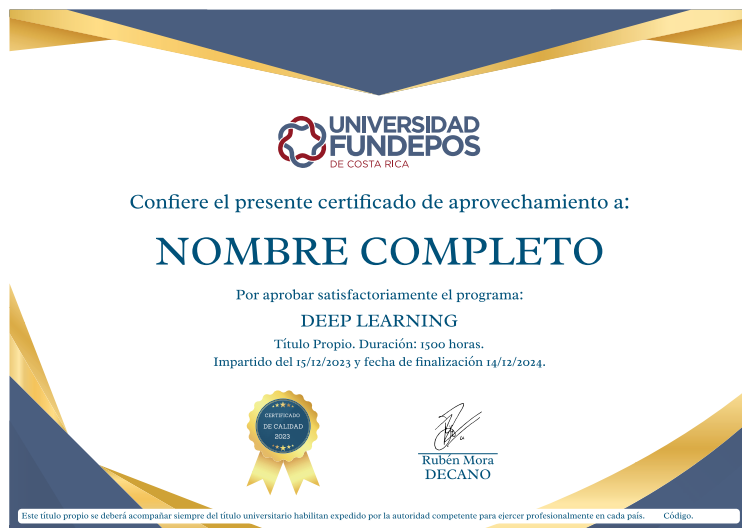 UNIVERSIDAD
FUNDEPOS
DE COSTA RICA
Confiere el presente certificado de aprovechamiento a:
NOMBRE COMPLETO
Por aprobar satisfactoriamente el programa:
DEEP LEARNING
Título Propio. Duración: 1500 horas.
Impartido del 15/12/2023 y fecha de finalización 14/12/2024.
CERTIFICADO
DE CALIDAD
2023
Rubén Mora
DECANO
Este título propio se deberá acompañar siempre del título universitario habilitan expedido por la autoridad competente para ejercer profesionalmente en cada país. Código.